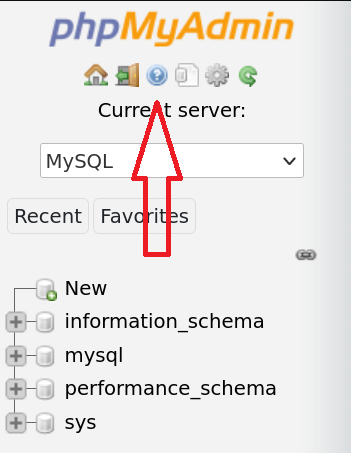 phpMyAdmin
Current server:
MySQL
Recent Favorites
New
information_schema
mysql
performance_schema
sys